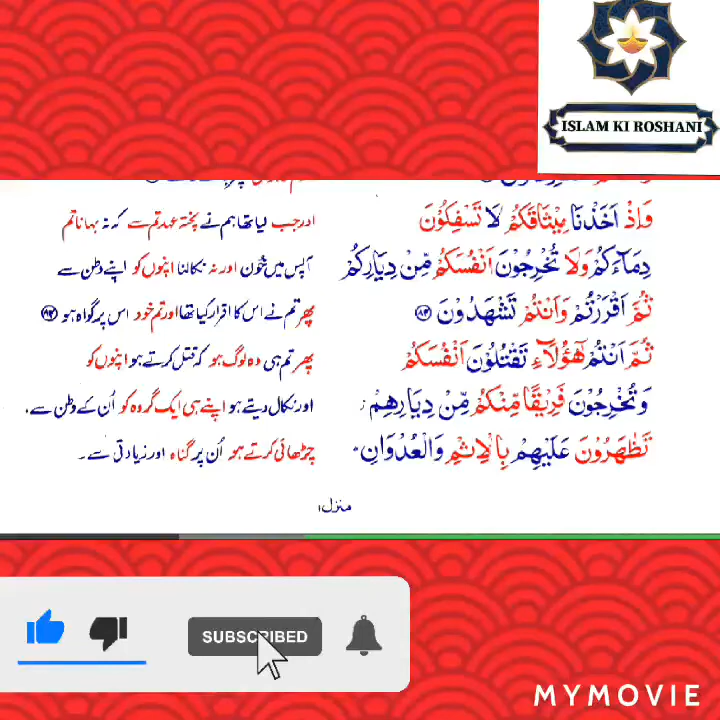 ISLAM KI ROSHANI
وَاِذْ اَخَذْنَا مِيْثَاقَكُمْ لَا تَسْفِكُوْنَ
اور جب لیا تھا ہم نے پختہ عہد تم سے کہ نہ بہانا تم
دِمَآءَكُمْ وَلَا تُخْرِجُوْنَ اَنْفُسَكُمْ مِّنْ دِيَارِكُمْ
آپس میں خون اور نہ نکالنا اپنوں کو اپنے وطن سے
ثُمَّ اَقْرَرْتُمْ وَاَنْتُمْ تَشْهَدُوْنَ ﴿۸۴﴾
پھر تم نے اس کا اقرار کیا تھا اور تم خود اس پر گواہ ہو ﴿۸۴﴾
ثُمَّ اَنْتُمْ هٰٓؤُلَآءِ تَقْتُلُوْنَ اَنْفُسَكُمْ
پھر تم ہی وہ لوگ ہو کہ قتل کرتے ہو اپنوں کو
وَتُخْرِجُوْنَ فَرِيْقًا مِّنْكُمْ مِّنْ دِيَارِهِمْ
اور نکال دیتے ہو اپنے ہی ایک گروہ کو اُن کے وطن سے،
تَظٰهَرُوْنَ عَلَيْهِمْ بِالْاِثْمِ وَالْعُدْوَانِ ؕ
چڑھائی کرتے ہو اُن پر گناہ اور زیادتی سے۔
منزل۱
SUBSCRIBED
MYMOVIE